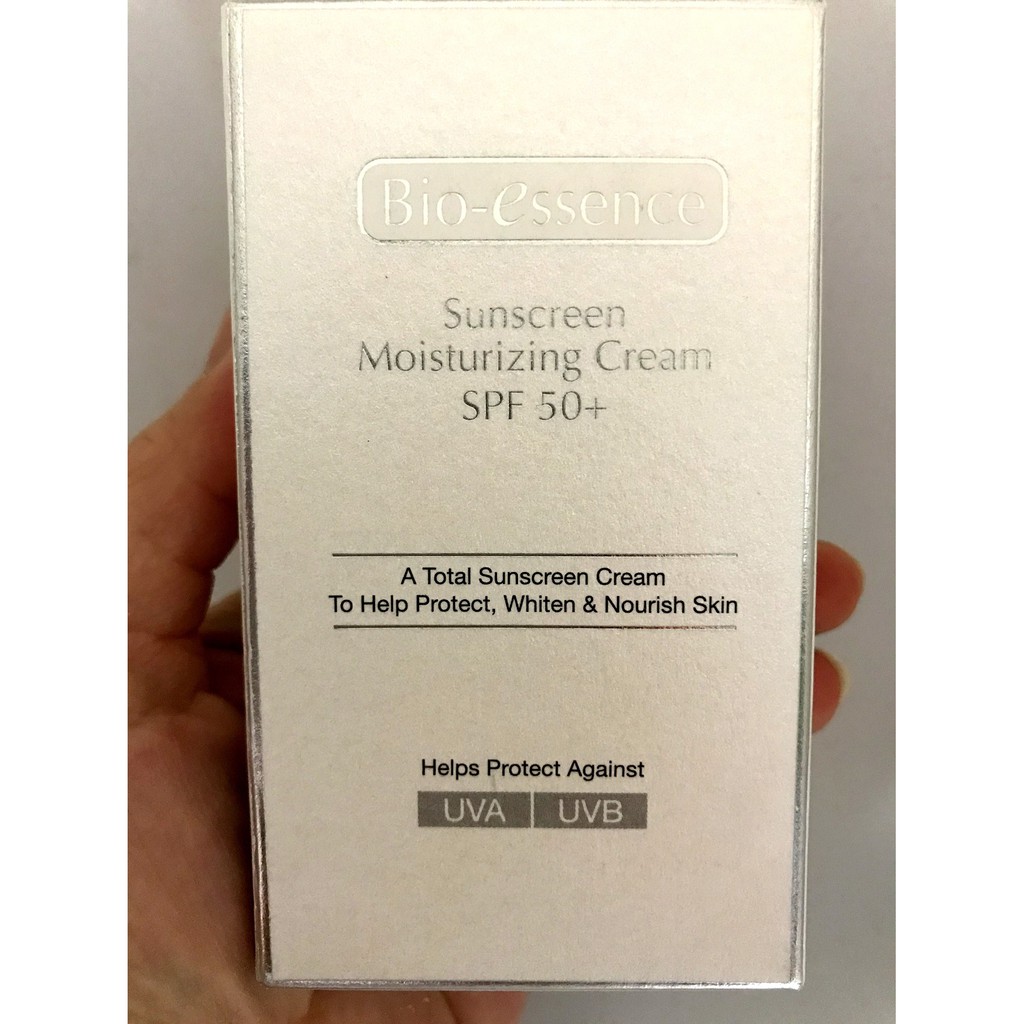 Bio-essence
Sunscreen
Moisturizing Cream
SPF 50+
A Total Sunscreen Cream
To Help Protect, Whiten & Nourish Skin
Helps Protect Against
UVA UVB